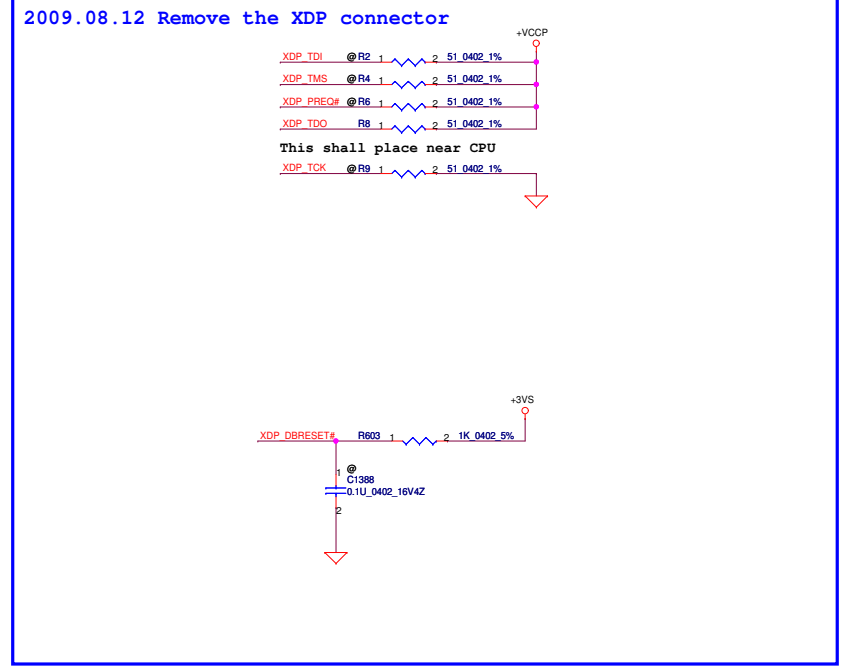 2009.08.12 Remove the XDP connector
+VCCP
XDP_TDI @ R2 1 2 51_0402_1%
XDP_TMS @ R4 1 2 51_0402_1%
XDP_PREQ# @ R6 1 2 51_0402_1%
XDP_TDO R8 1 2 51_0402_1%
This shall place near CPU
XDP_TCK @ R9 1 2 51_0402_1%
+3VS
XDP_DBRESET# R603 1 2 1K_0402_5%
1 @
C1388
0.1U_0402_16V4Z
2